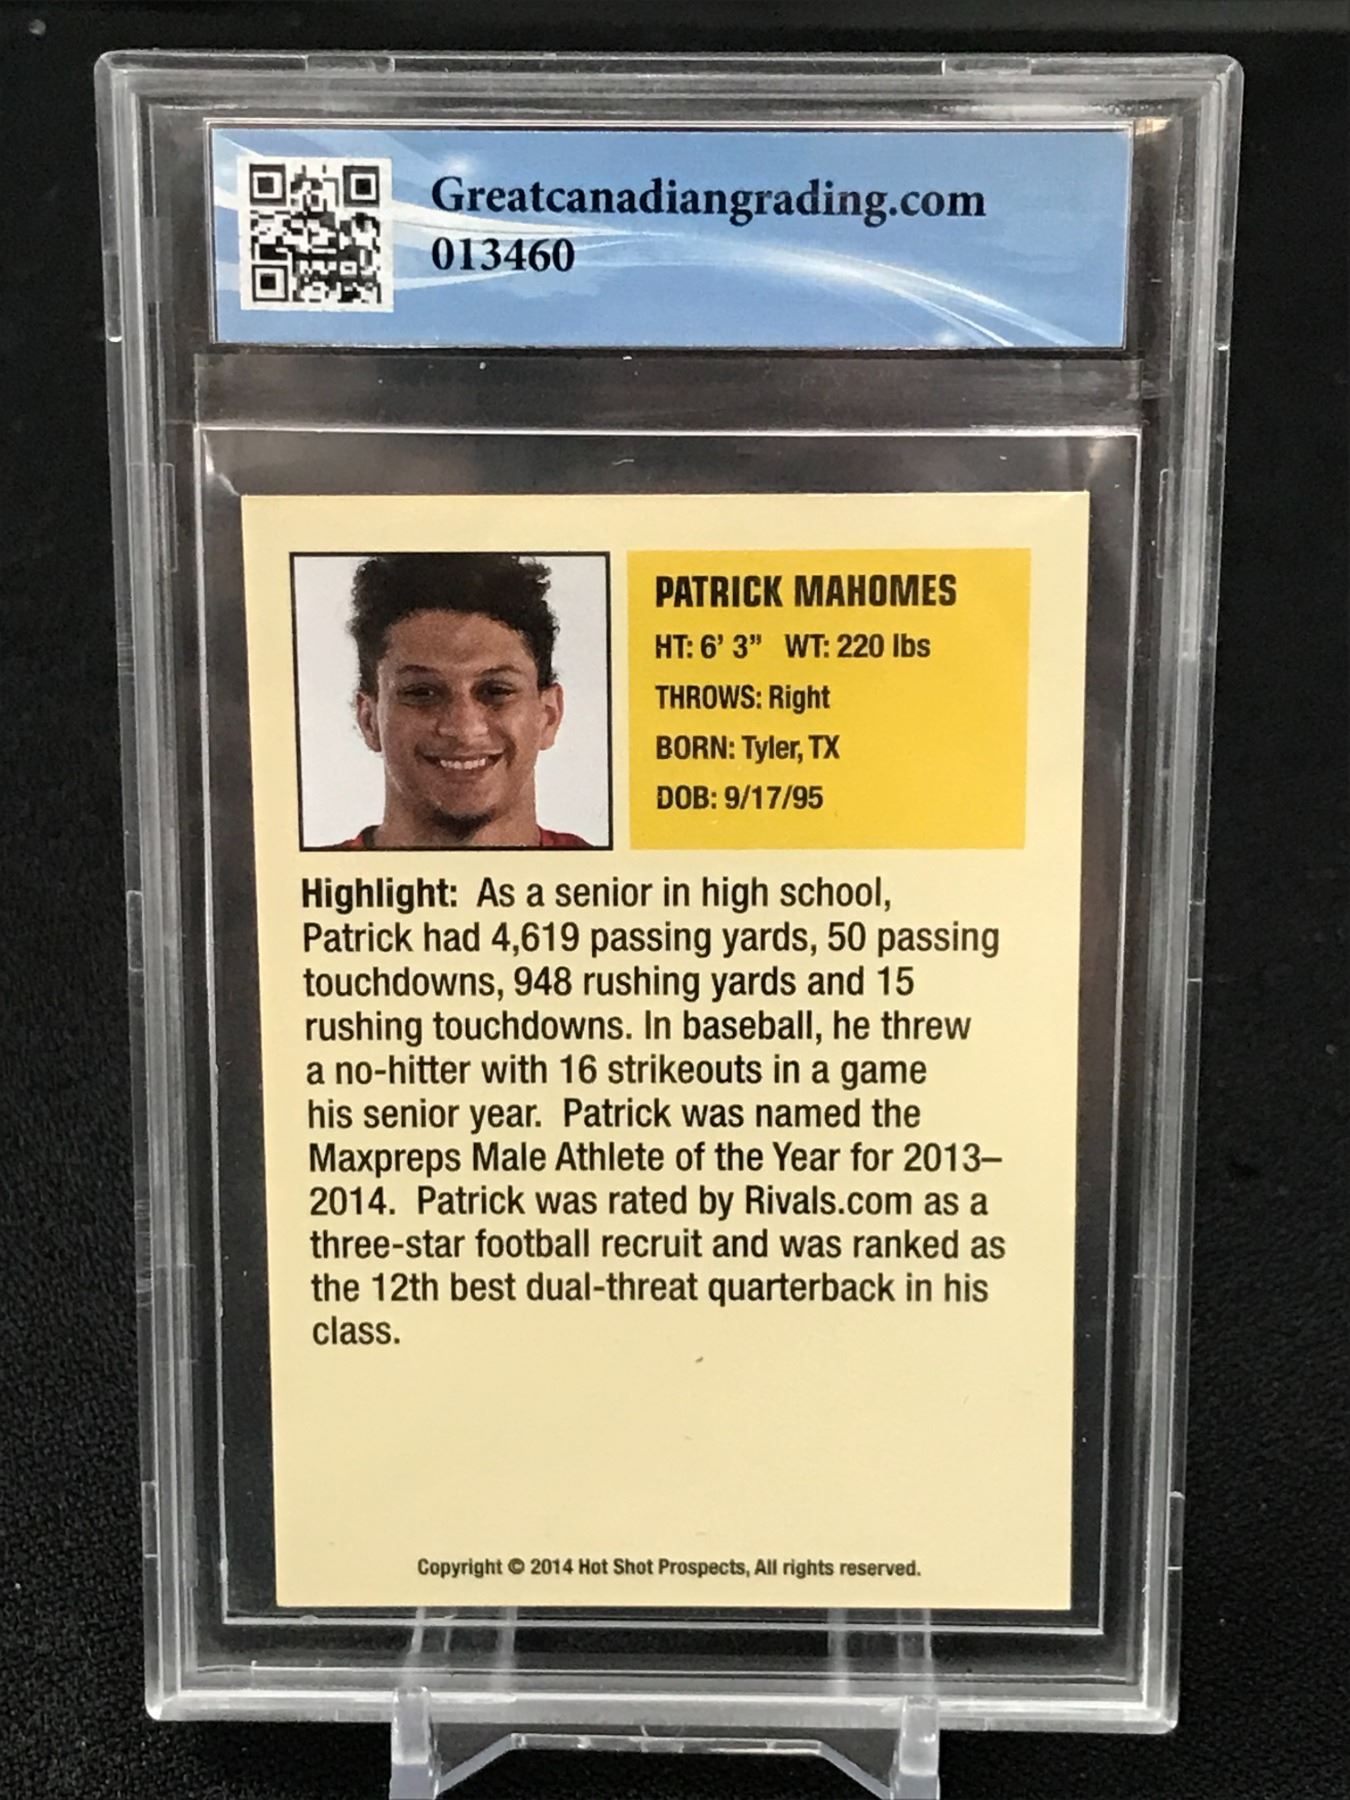 Greatcanadiangrading.com
013460
PATRICK MAHOMES
HT: 6' 3" WT: 220 lbs
THROWS: Right
BORN: Tyler, TX
DOB: 9/17/95
Highlight: As a senior in high school,
Patrick had 4,619 passing yards, 50 passing
touchdowns, 948 rushing yards and 15
rushing touchdowns. In baseball, he threw
a no-hitter with 16 strikeouts in a game
his senior year. Patrick was named the
Maxpreps Male Athlete of the Year for 2013–
2014. Patrick was rated by Rivals.com as a
three-star football recruit and was ranked as
the 12th best dual-threat quarterback in his
class.
Copyright © 2014 Hot Shot Prospects, All rights reserved.